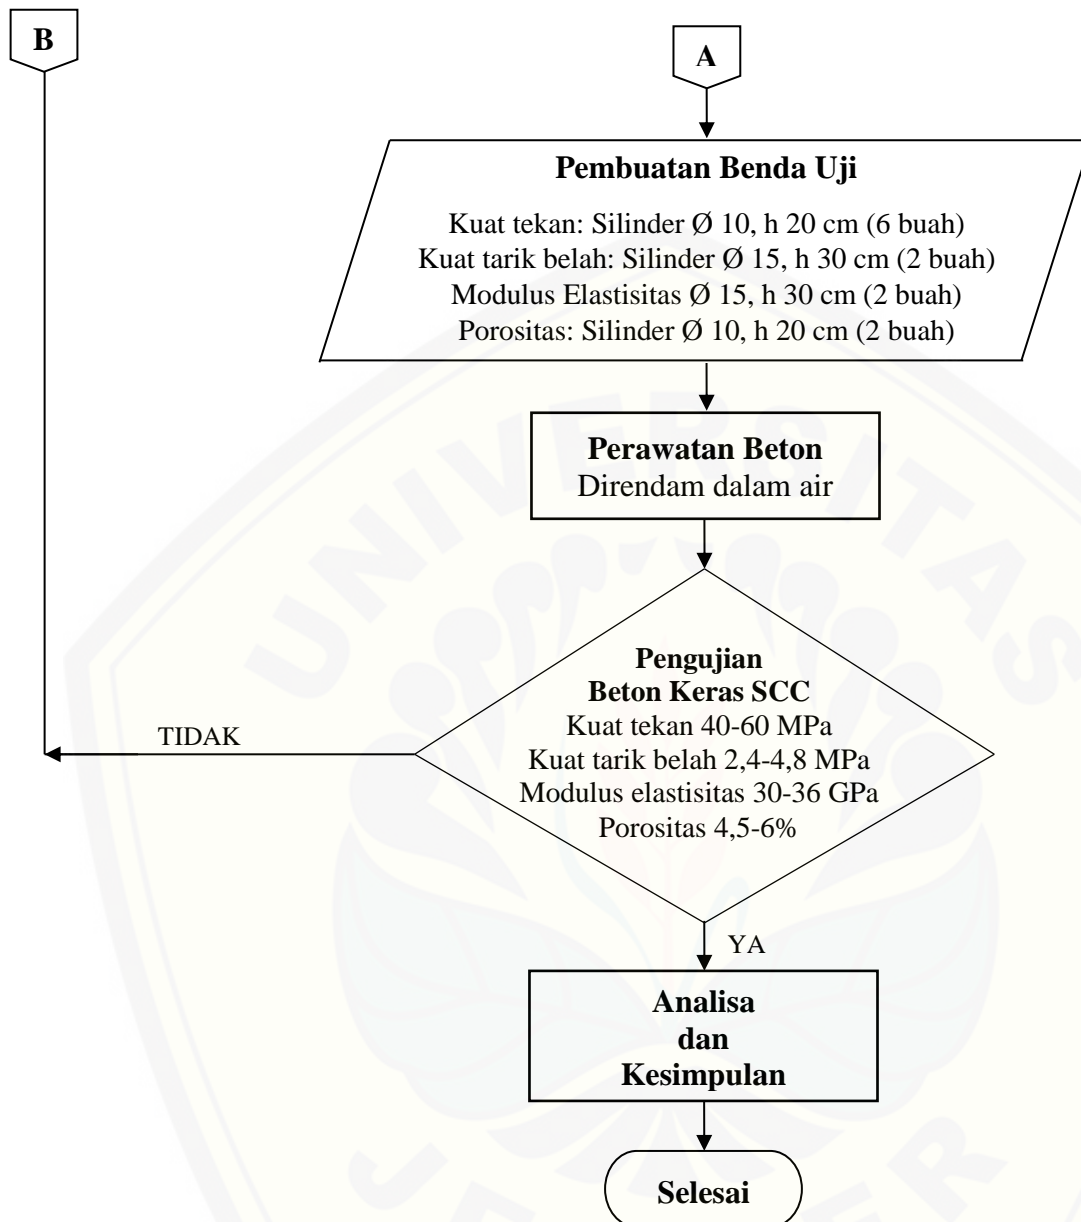 B
A
Pembuatan Benda Uji
Kuat tekan: Silinder Ø 10, h 20 cm (6 buah)
Kuat tarik belah: Silinder Ø 15, h 30 cm (2 buah)
Modulus Elastisitas Ø 15, h 30 cm (2 buah)
Porositas: Silinder Ø 10, h 20 cm (2 buah)
Perawatan Beton
Direndam dalam air
Pengujian
Beton Keras SCC
Kuat tekan 40-60 MPa
Kuat tarik belah 2,4-4,8 MPa
Modulus elastisitas 30-36 GPa
Porositas 4,5-6%
TIDAK
YA
Analisa
dan
Kesimpulan
Selesai
UNIVERSITAS